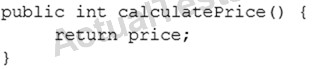 public int calculatePrice() {
return price;
}